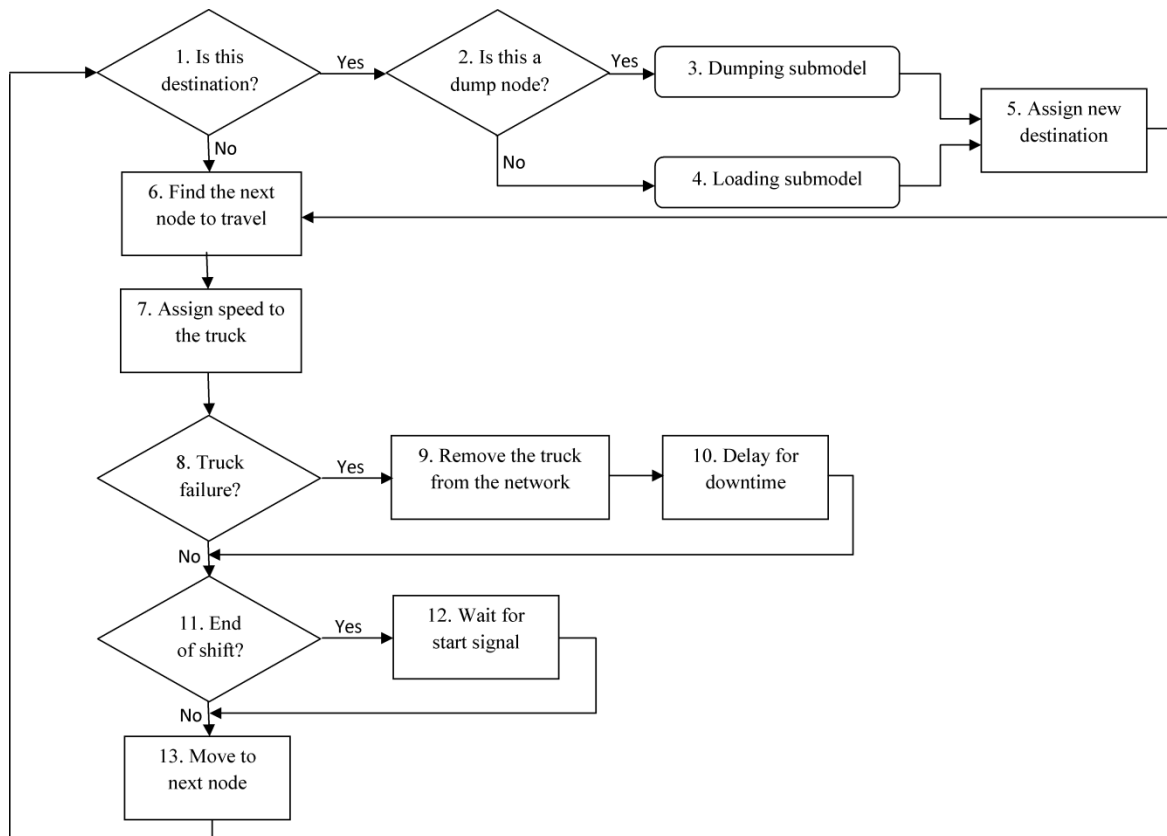 1. Is this
destination?
Yes
2. Is this a
dump node?
Yes
3. Dumping submodel
5. Assign new
destination
No
No
4. Loading submodel
6. Find the next
node to travel
7. Assign speed to
the truck
8. Truck
failure?
Yes
9. Remove the truck
from the network
10. Delay for
downtime
No
11. End
of shift?
Yes
12. Wait for
start signal
No
13. Move to
next node